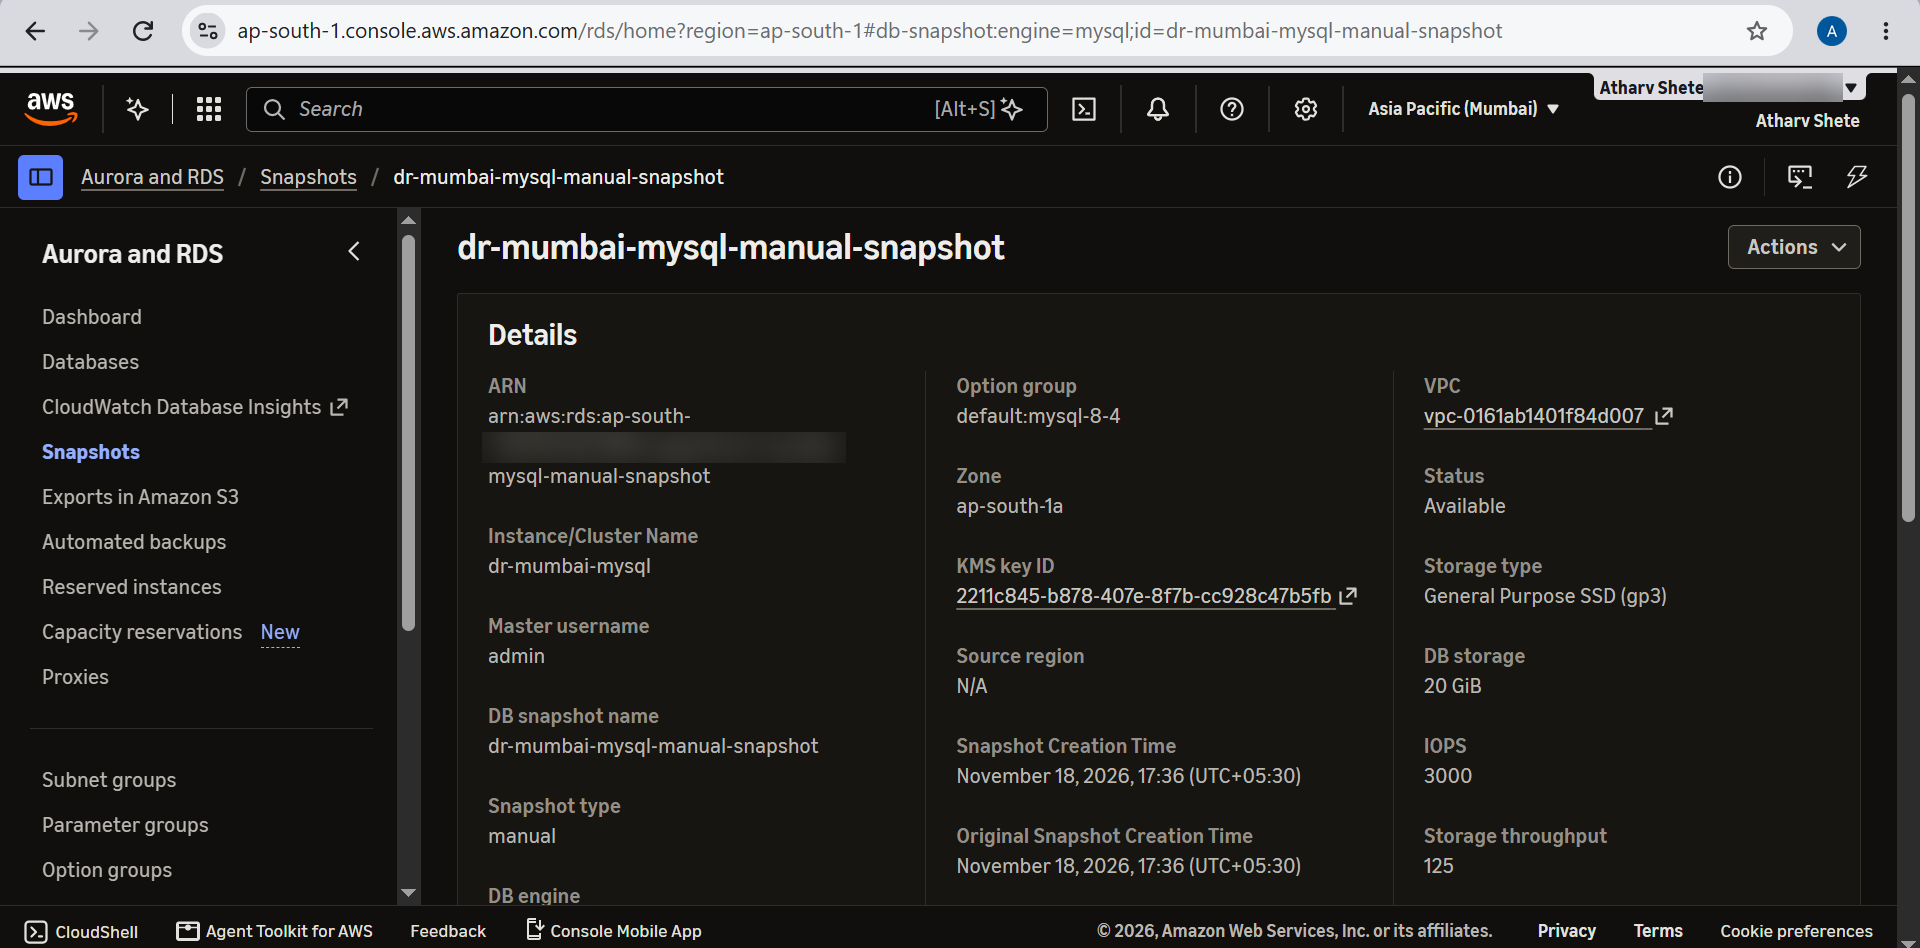 ap-south-1.console.aws.amazon.com/rds/home?region=ap-south-1#db-snapshot:engine=mysql;id=dr-mumbai-mysql-manual-snapshot
A
aws
Search
[Alt+S]
Asia Pacific (Mumbai)
Atharv Shete
Atharv Shete
Aurora and RDS / Snapshots / dr-mumbai-mysql-manual-snapshot
Aurora and RDS
Dashboard
Databases
CloudWatch Database Insights
Snapshots
Exports in Amazon S3
Automated backups
Reserved instances
Capacity reservations New
Proxies
Subnet groups
Parameter groups
Option groups
dr-mumbai-mysql-manual-snapshot
Actions
Details
ARN
arn:aws:rds:ap-south-
mysql-manual-snapshot
Instance/Cluster Name
dr-mumbai-mysql
Master username
admin
DB snapshot name
dr-mumbai-mysql-manual-snapshot
Snapshot type
manual
DB engine
Option group
default:mysql-8-4
Zone
ap-south-1a
KMS key ID
2211c845-b878-407e-8f7b-cc928c47b5fb
Source region
N/A
Snapshot Creation Time
November 18, 2026, 17:36 (UTC+05:30)
Original Snapshot Creation Time
November 18, 2026, 17:36 (UTC+05:30)
VPC
vpc-0161ab1401f84d007
Status
Available
Storage type
General Purpose SSD (gp3)
DB storage
20 GiB
IOPS
3000
Storage throughput
125
CloudShell
Agent Toolkit for AWS
Feedback
Console Mobile App
© 2026, Amazon Web Services, Inc. or its affiliates.
Privacy
Terms
Cookie preferences